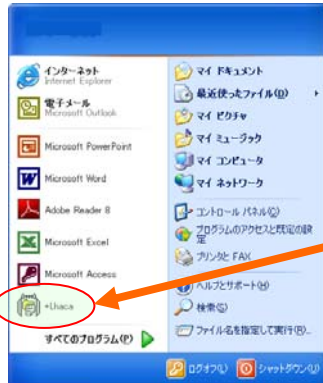 インターネット
Internet Explorer
電子メール
Microsoft Outlook
Microsoft PowerPoint
Microsoft Word
Adobe Reader 8
Microsoft Excel
Microsoft Access
+Lhaca
すべてのプログラム(P)
マイ ドキュメント
最近使ったファイル(D)
マイ ピクチャ
マイ ミュージック
マイ コンピュータ
マイ ネットワーク
コントロール パネル(C)
プログラムのアクセスと既定の設
定
プリンタと FAX
ヘルプとサポート(H)
検索(S)
ファイル名を指定して実行(R)...
ログオフ(L)
シャットダウン(U)